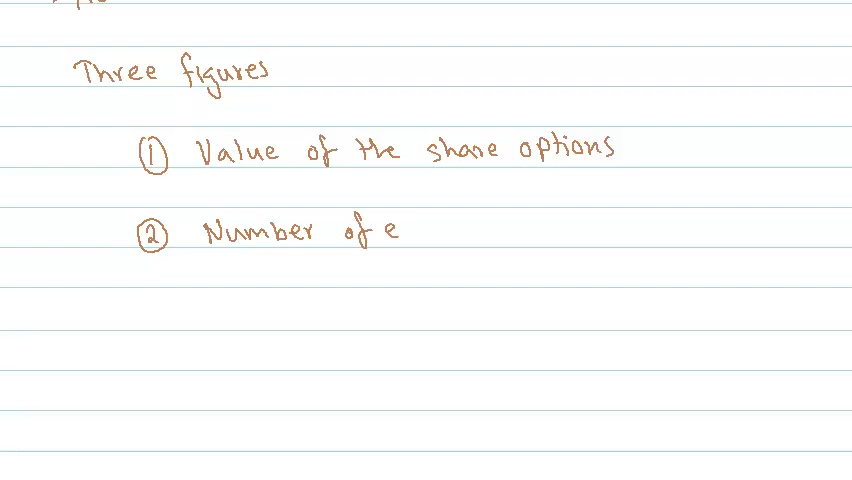 Three figures
① Value of the share options
② Number of e